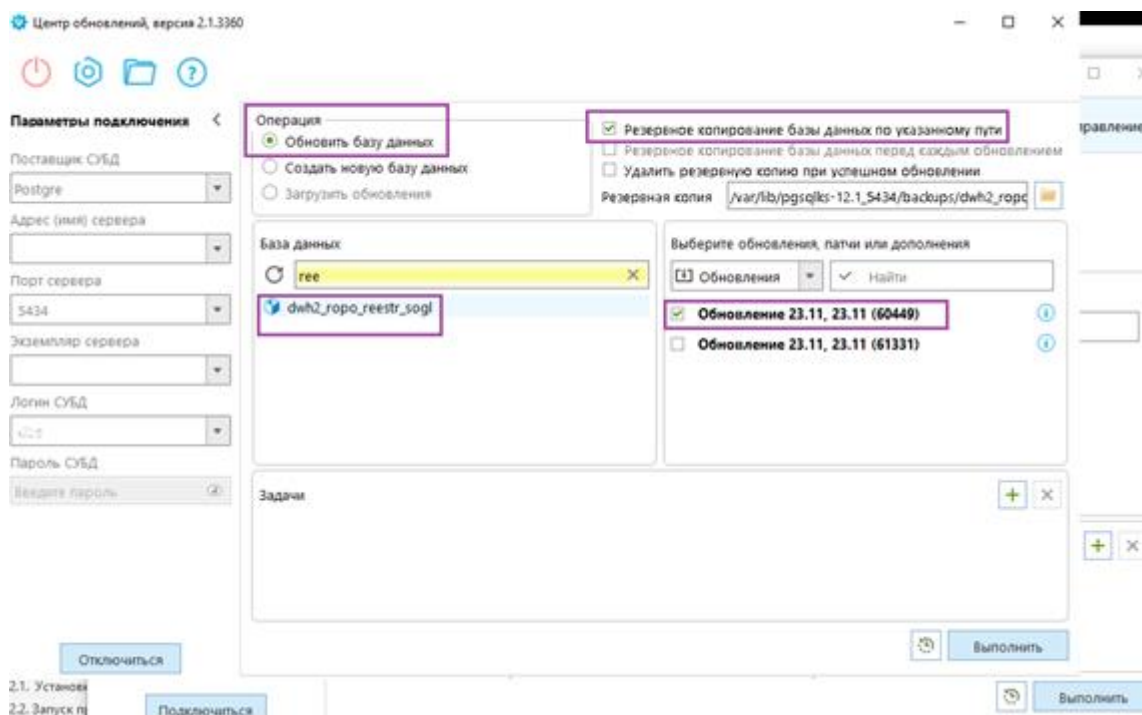 Центр обновлений, версия 2.1.3360
Параметры подключения
Поставщик СУБД
Postgre
Адрес (имя) сервера
Порт сервера
5434
Экземпляр сервера
Логин СУБД
Пароль СУБД
Введите пароль
Отключиться
Операция
Обновить базу данных
Создать новую базу данных
Загрузить обновления
Резервное копирование базы данных по указанному пути
Резервное копирование базы данных перед каждым обновлением
Удалить резервную копию при успешном обновлении
Резервная копия /var/lib/pgsqlks-12.1_5434/backups/dwh2_ropo
База данных
ree
dwh2_ropo_reestr_sogl
Выберите обновления, патчи или дополнения
Обновления
Найти
Обновление 23.11, 23.11 (60449)
Обновление 23.11, 23.11 (61331)
Задачи
Выполнить
2.1. Установ
2.2. Запуск
Подключиться
Выполнить